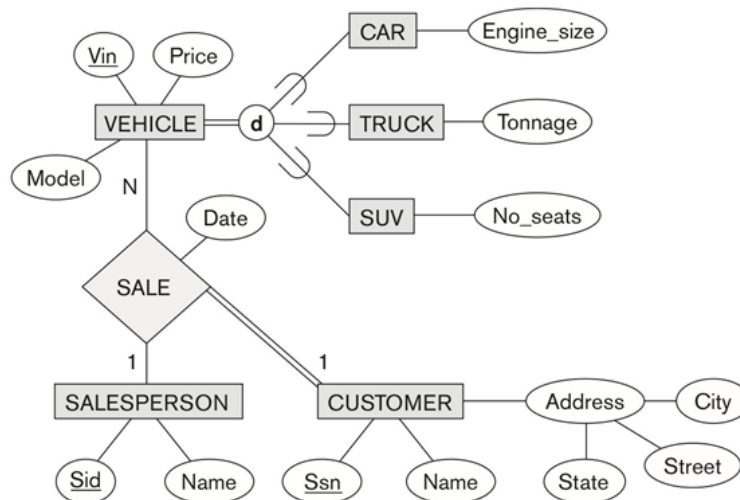 CAR
Engine_size
Vin
Price
VEHICLE
d
TRUCK
Tonnage
Model
N
Date
SUV
No_seats
SALE
1
1
SALESPERSON
CUSTOMER
Address
City
Sid
Name
Ssn
Name
State
Street